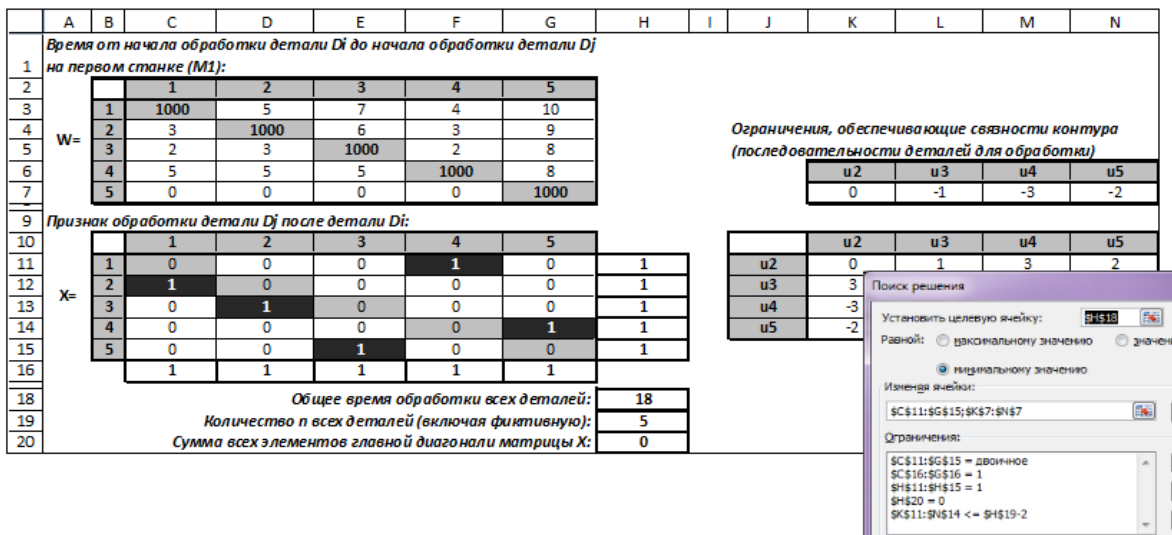 A B C D E F G H I J K L M N
Время от начала обработки детали Di до начала обработки детали Dj
1 на первом станке (M1):
2 1 2 3 4 5
3 1 1000 5 7 4 10
4 2 3 1000 6 3 9 Ограничения, обеспечивающие связности контура
W=
5 3 2 3 1000 2 8 (последовательности деталей для обработки)
6 4 5 5 5 1000 8 u2 u3 u4 u5
7 5 0 0 0 0 1000 0 -1 -3 -2
9 Признак обработки детали Dj после детали Di:
10 1 2 3 4 5 u2 u3 u4 u5
11 1 0 0 0 1 0 1 u2 0 1 3 2
12 2 1 0 0 0 0 1 u3 3
X=
13 3 0 1 0 0 0 1 u4 -3
14 4 0 0 0 0 1 1 u5 -2
15 5 0 0 1 0 0 1
16 1 1 1 1 1
18 Общее время обработки всех деталей: 18
19 Количество n всех деталей (включая фиктивную): 5
20 Сумма всех элементов главной диагонали матрицы X: 0
Поиск решения
Установить целевую ячейку: $H$18
Равной: максимальному значению значени
минимальному значению
Изменяя ячейки:
$C$11:$G$15;$K$7:$N$7
Ограничения:
$C$11:$G$15 = двоичное
$C$16:$G$16 = 1
$H$11:$H$15 = 1
$H$20 = 0
$K$11:$N$14 <= $H$19-2